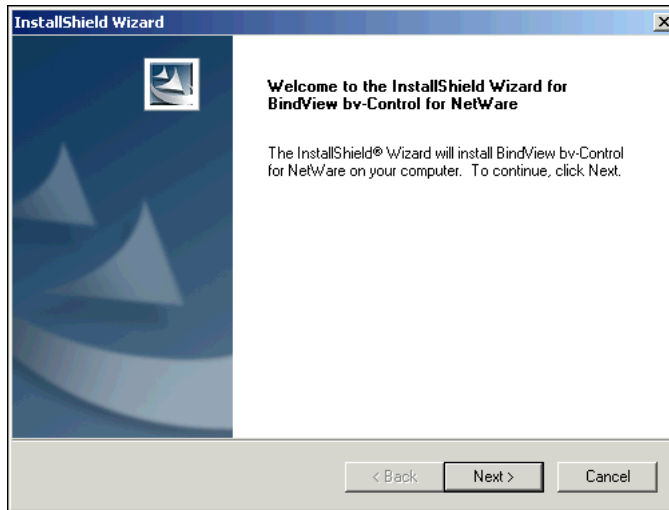 InstallShield Wizard
Welcome to the InstallShield Wizard for
BindView bv-Control for NetWare
The InstallShield® Wizard will install BindView bv-Control
for NetWare on your computer. To continue, click Next.
< Back
Next >
Cancel